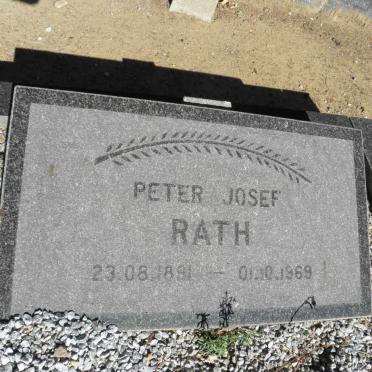 PETER JOSEF
RATH
23.08.1891 — 01.10.1969